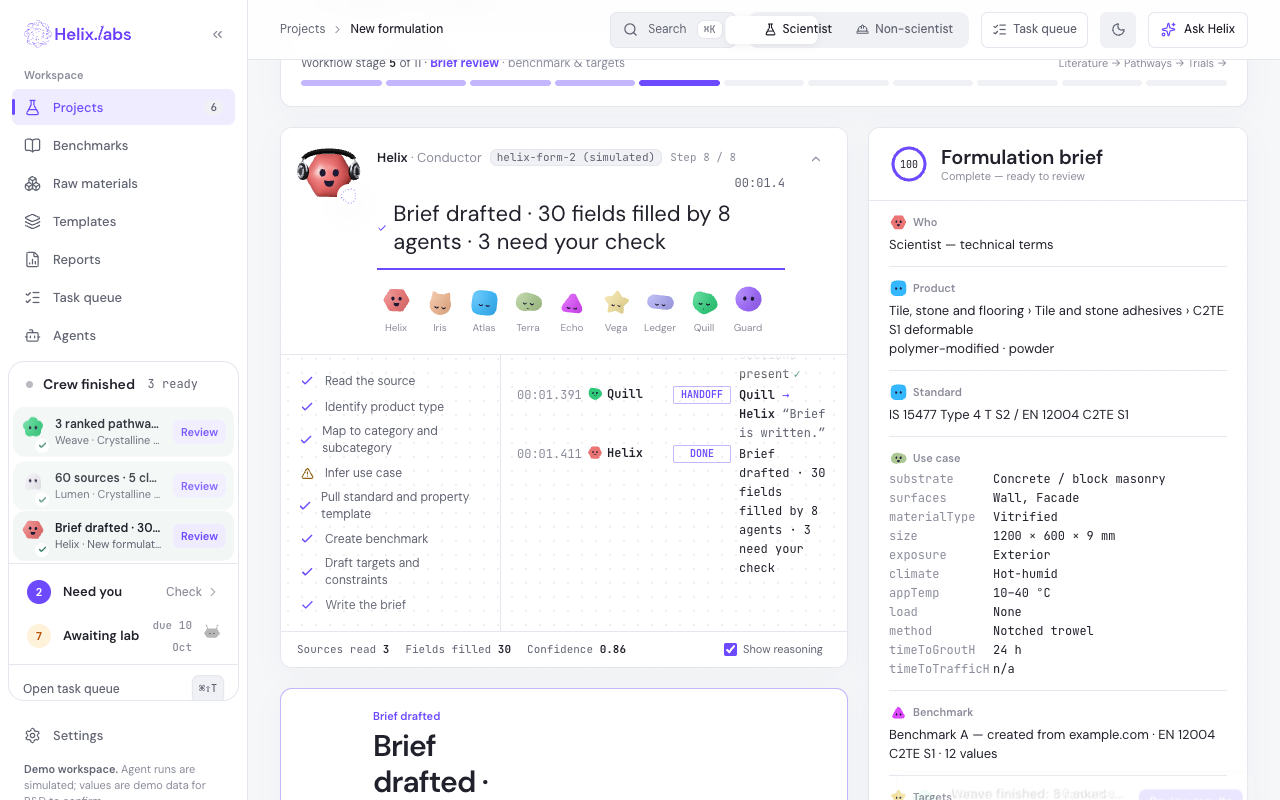 Helix./abs
Workspace
Projects 6
Benchmarks
Raw materials
Templates
Reports
Task queue
Agents
Crew finished 3 ready
3 ranked pathwa...
Weave · Crystalline ...
Review
60 sources · 5 cl...
Lumen · Crystalline ...
Review
Brief drafted · 30...
Helix · New formulat...
Review
2 Need you Check
7 Awaiting lab due 10 Oct
Open task queue ⌘⇧T
Settings
Demo workspace. Agent runs are
simulated; values are demo data for
Projects › New formulation
Search ⌘K
Scientist
Non-scientist
Task queue
Ask Helix
Workflow stage 5 of 11 · Brief review · benchmark & targets
Literature → Pathways → Trials →
Helix · Conductor helix-form-2 (simulated) Step 8 / 8
00:01.4
Brief drafted · 30 fields filled by 8
agents · 3 need your check
Helix Iris Atlas Terra Echo Vega Ledger Quill Guard
Read the source
Identify product type
Map to category and
subcategory
Infer use case
Pull standard and property
template
Create benchmark
Draft targets and
constraints
Write the brief
present ✓
00:01.391 Quill HANDOFF Quill →
Helix “Brief
is written.”
00:01.411 Helix DONE Brief
drafted · 30
fields
filled by 8
agents · 3
need your
check
Sources read 3 Fields filled 30 Confidence 0.86
Show reasoning
Brief drafted
Brief
drafted ·
100
Formulation brief
Complete — ready to review
Who
Scientist — technical terms
Product
Tile, stone and flooring › Tile and stone adhesives › C2TE
S1 deformable
polymer-modified · powder
Standard
IS 15477 Type 4 T S2 / EN 12004 C2TE S1
Use case
substrate Concrete / block masonry
surfaces Wall, Facade
materialType Vitrified
size 1200 × 600 × 9 mm
exposure Exterior
climate Hot-humid
appTemp 10–40 °C
load None
method Notched trowel
timeToGroutH 24 h
timeToTrafficH n/a
Benchmark
Benchmark A — created from example.com · EN 12004
C2TE S1 · 12 values
Targets